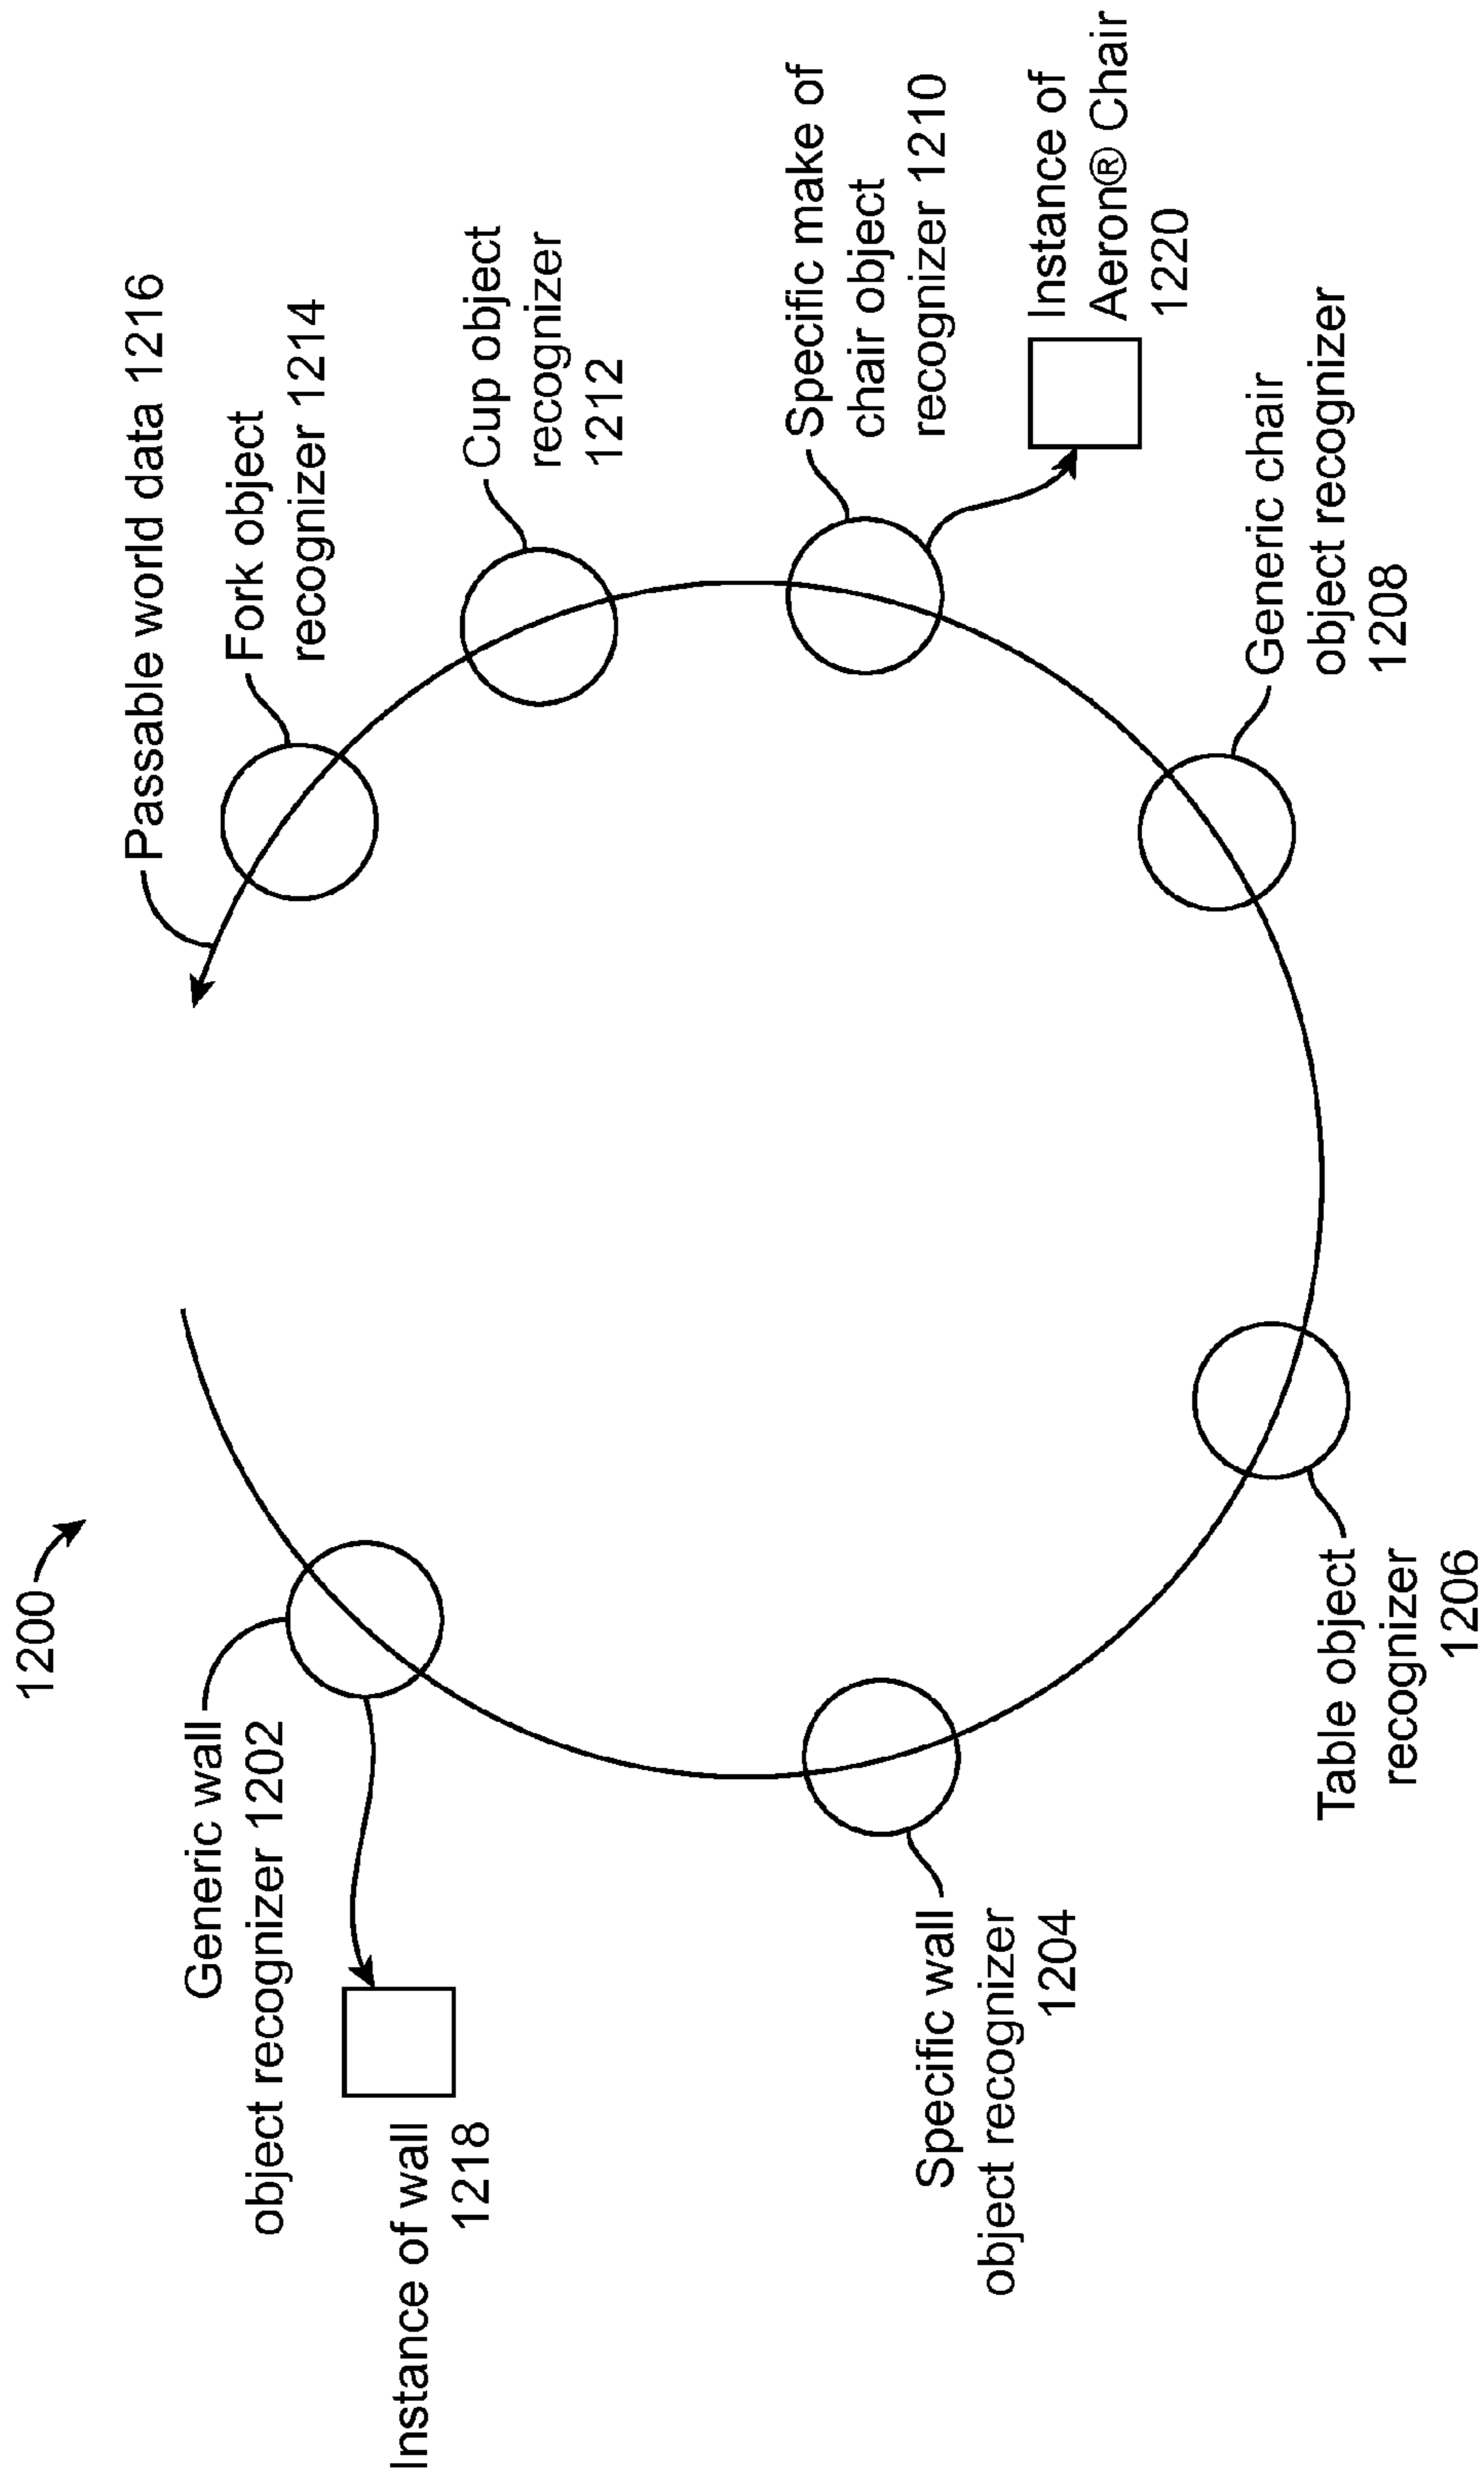 1200
Passable world data 1216
Generic wall
object recognizer 1202
Fork object
recognizer 1214
Instance of wall
1218
Cup object
recognizer
1212
Specific wall
object recognizer
1204
Specific make of
chair object
recognizer 1210
Instance of
Aeron® Chair
1220
Table object
recognizer
1206
Generic chair
object recognizer
1208